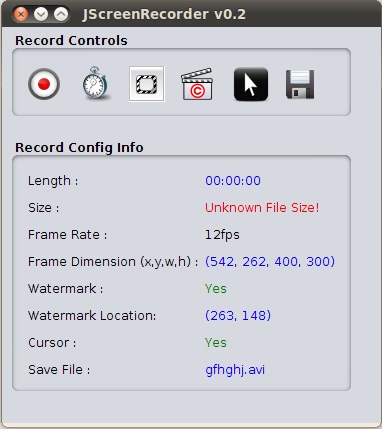 JScreenRecorder v0.2
Record Controls
C
Record Config Info
Length : 00:00:00
Size : Unknown File Size!
Frame Rate : 12fps
Frame Dimension (x,y,w,h) : (542, 262, 400, 300)
Watermark : Yes
Watermark Location: (263, 148)
Cursor : Yes
Save File : gfhghj.avi